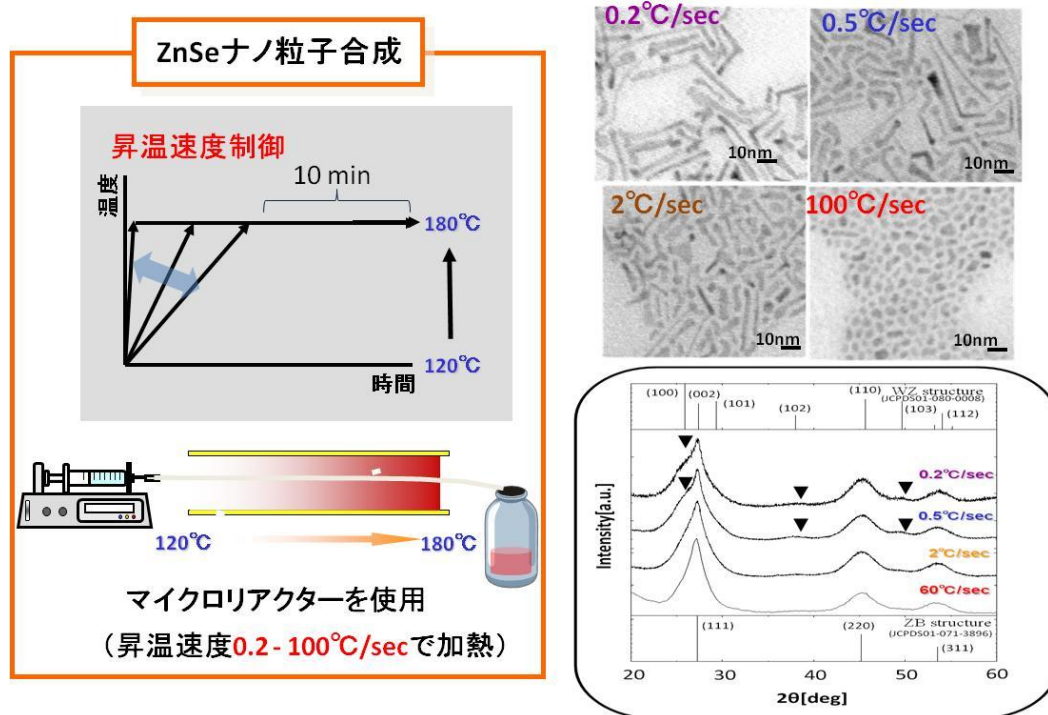 ZnSeナノ粒子合成
昇温速度制御
温度
10 min
180℃
120℃
時間
120℃
180℃
マイクロリアクターを使用
（昇温速度0.2 - 100℃/secで加熱）
0.2℃/sec
0.5℃/sec
10nm
10nm
2℃/sec
100℃/sec
10nm
10nm
(100)
(002)
(101)
(102)
(110)
WZ structure
(JCPDS01-080-0008)
(103)
(112)
0.2℃/sec
0.5℃/sec
2℃/sec
60℃/sec
Intensity[a.u.]
(111)
(220)
ZB structure
(JCPDS01-071-3896)
(311)
20 30 40 50 60
2θ[deg]